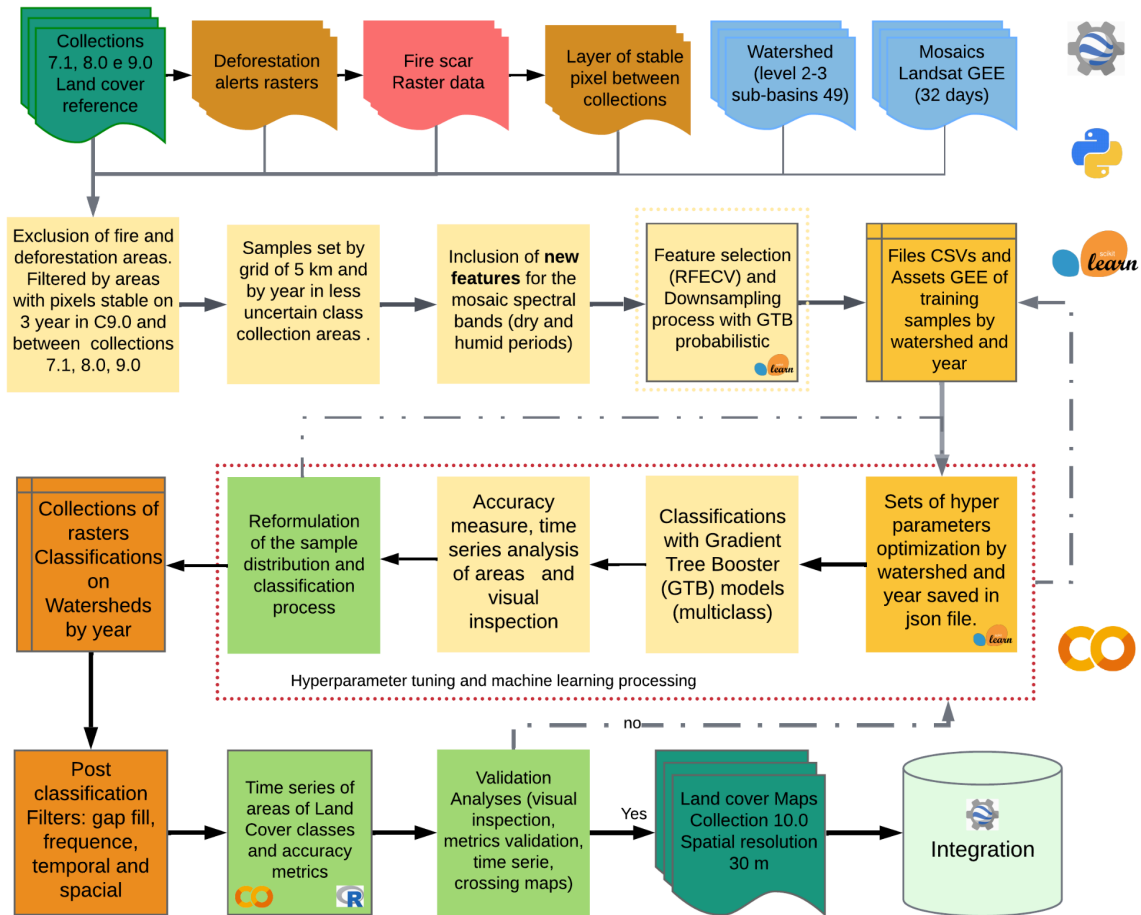 Collections
7.1, 8.0 e 9.0
Land cover
reference
Deforestation
alerts rasters
Fire scar
Raster data
Layer of stable
pixel between
collections
Watershed
(level 2-3
sub-basins 49)
Mosaics
Landsat GEE
(32 days)
Exclusion of fire and
deforestation areas.
Filtered by areas
with pixels stable on
3 year in C9.0 and
between collections
7.1, 8.0, 9.0
Samples set by
grid of 5 km and
by year in less
uncertain class
collection areas .
Inclusion of new
features for the
mosaic spectral
bands (dry and
humid periods)
Feature selection
(RFECV) and
Downsampling
process with GTB
probabilistic
learn
Files CSVs and
Assets GEE of
training
samples by
watershed and
year
scikit
learn
Collections of
rasters
Classifications
on
Watersheds
by year
Reformulation
of the sample
distribution and
classification
process
Accuracy
measure, time
series analysis
of areas and
visual
inspection
Classifications
with Gradient
Tree Booster
(GTB) models
(multiclass)
Sets of hyper
parameters
optimization by
watershed and
year saved in
json file.
learn
Hyperparameter tuning and machine learning processing
no
Post
classification
Filters: gap fill,
frequence,
temporal and
spacial
Time series of
areas of Land
Cover classes
and accuracy
metrics
R
Validation
Analyses (visual
inspection,
metrics validation,
time serie,
crossing maps)
Yes
Land cover Maps
Collection 10.0
Spatial resolution
30 m
Integration